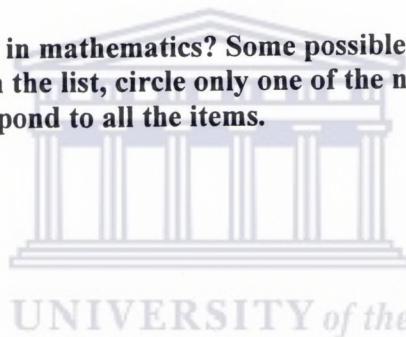 in mathematics? Some possible
the list, circle only one of the
pond to all the items.
UNIVERSITY of the